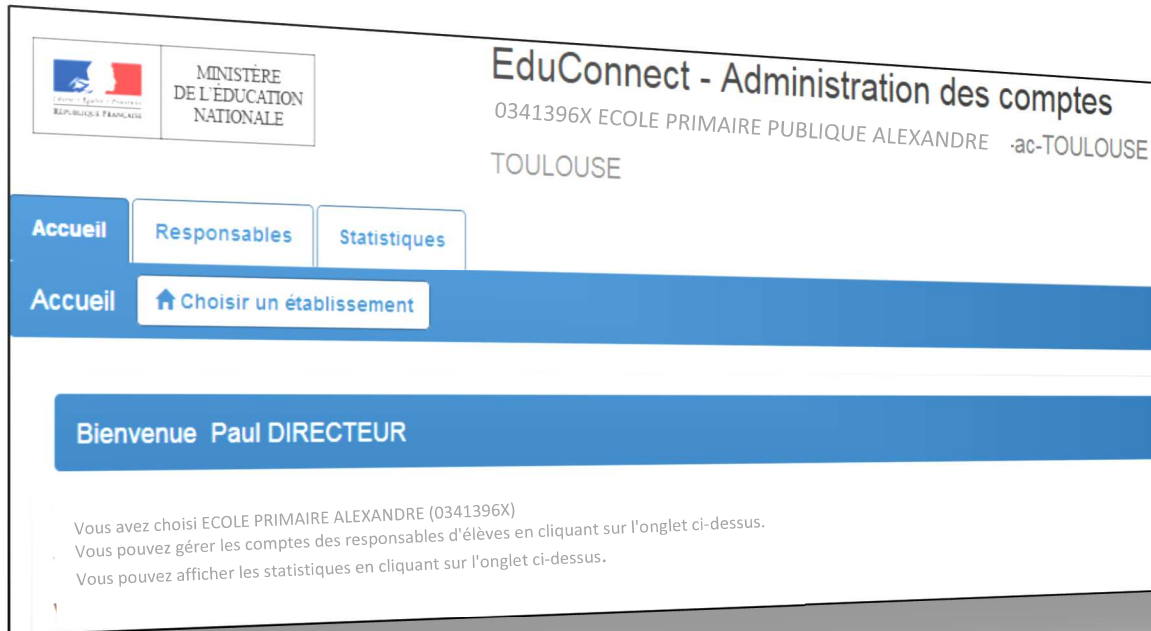 MINISTÈRE
DE L'ÉDUCATION
NATIONALE
RÉPUBLIQUE FRANÇAISE
EduConnect - Administration des comptes
0341396X ECOLE PRIMAIRE PUBLIQUE ALEXANDRE -ac-TOULOUSE
TOULOUSE
Accueil Responsables Statistiques
Accueil Choisir un établissement
Bienvenue Paul DIRECTEUR
Vous avez choisi ECOLE PRIMAIRE ALEXANDRE (0341396X)
Vous pouvez gérer les comptes des responsables d'élèves en cliquant sur l'onglet ci-dessus.
Vous pouvez afficher les statistiques en cliquant sur l'onglet ci-dessus.